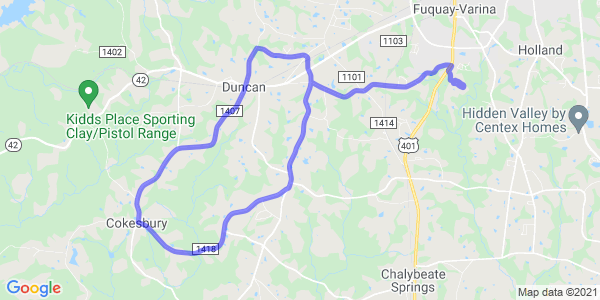 Fuquay-Varina
1402
1103
Holland
42
1101
Duncan
Kidds Place Sporting
Clay/Pistol Range
1407
1414
Hidden Valley by
Centex Homes
401
42
Cokesbury
1418
Chalybeate
Springs
Google
Map data ©2021